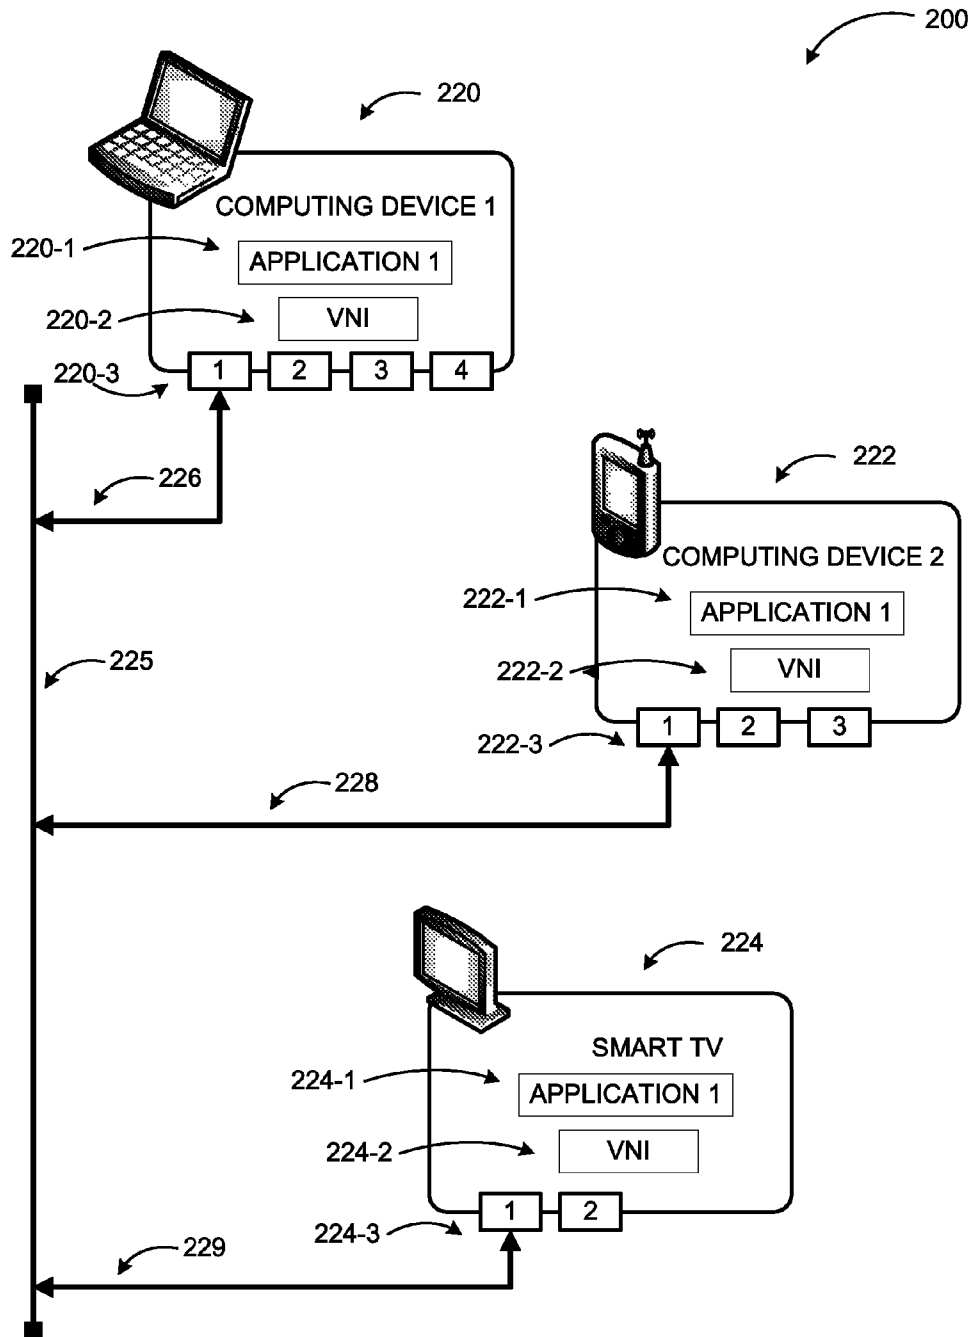 200
220
COMPUTING DEVICE 1
220-1
APPLICATION 1
220-2
VNI
220-3
1 2 3 4
226
222
COMPUTING DEVICE 2
222-1
APPLICATION 1
225
222-2
VNI
222-3
1 2 3
228
224
SMART TV
224-1
APPLICATION 1
224-2
VNI
224-3
1 2
229